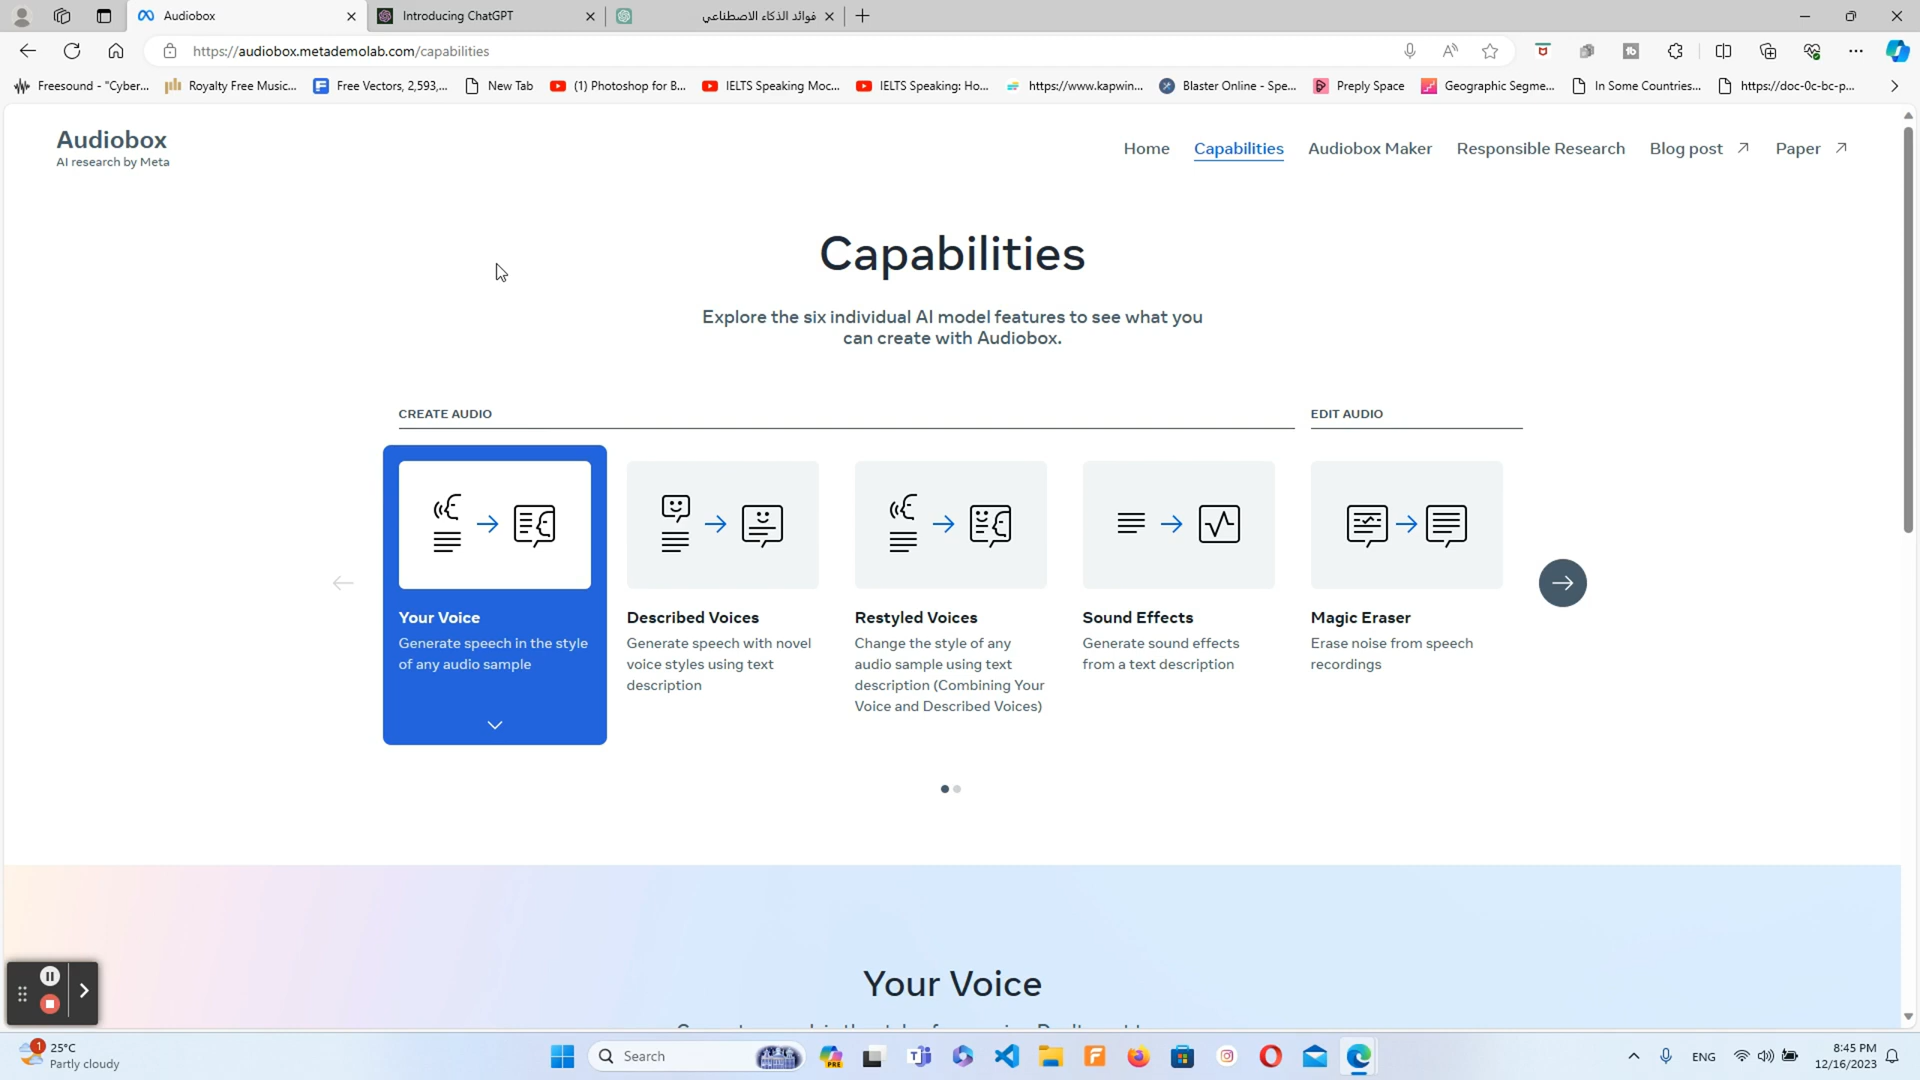 Audiobox
Introducing ChatGPT
فوائد الذكاء الاصطناعي
https://audiobox.metademolab.com/capabilities
Freesound - "Cyber...
Royalty Free Music...
Free Vectors, 2,593,...
New Tab
(1) Photoshop for B...
IELTS Speaking Moc...
IELTS Speaking: Ho...
https://www.kapwin...
Blaster Online - Spe...
Preply Space
Geographic Segme...
In Some Countries...
https://doc-0c-bc-p...
Audiobox
AI research by Meta
Home
Capabilities
Audiobox Maker
Responsible Research
Blog post
Paper
Capabilities
Explore the six individual AI model features to see what you
can create with Audiobox.
CREATE AUDIO
EDIT AUDIO
Your Voice
Generate speech in the style
of any audio sample
Described Voices
Generate speech with novel
voice styles using text
description
Restyled Voices
Change the style of any
audio sample using text
description (Combining Your
Voice and Described Voices)
Sound Effects
Generate sound effects
from a text description
Magic Eraser
Erase noise from speech
recordings
Your Voice
1
25°C
Partly cloudy
Search
PRE
ENG
8:45 PM
12/16/2023